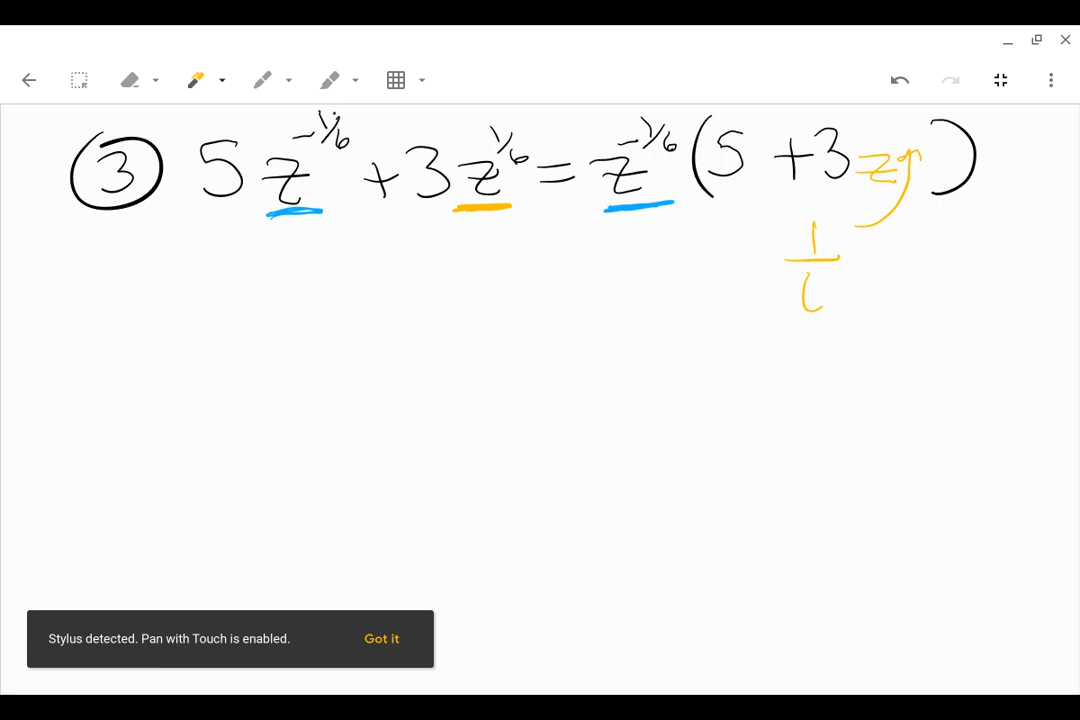 ③ 5z^{-1/6} + 3z^{1/6} = z^{-1/6}(5 + 3z )
1
Stylus detected. Pan with Touch is enabled. Got it